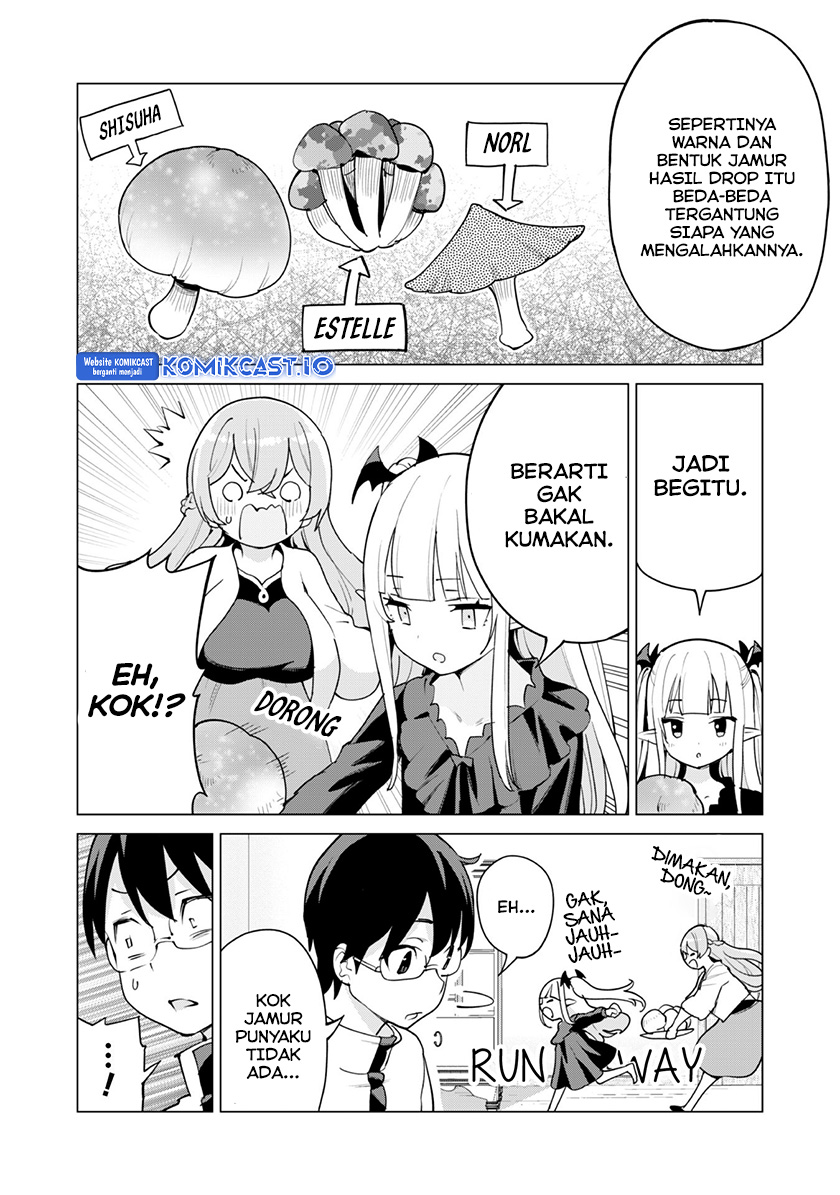 SEPERTINYA
WARNA DAN
BENTUK JAMUR
HASIL DROP ITU
BEDA-BEDA
TERGANTUNG
SIAPA YANG
MENGALAHKANNYA.
NORL
ESTELLE
SHISUHA
Website KOMIKCAST
berganti menjadi
KOMIKCAST.IO
JADI
BEGITU.
BERARTI
GAK
BAKAL
KUMAKAN.
DORONG
EH,
KOK!?
DIMAKAN,
DONG~
GAK,
SANA
JAUH-
JAUH-
RUN WAY
EH...
KOK
JAMUR
PUNYAKU
TIDAK
ADA...
...!